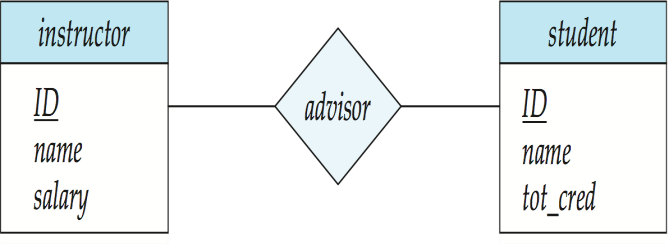 instructor
ID
name
salary
advisor
student
ID
name
tot_cred